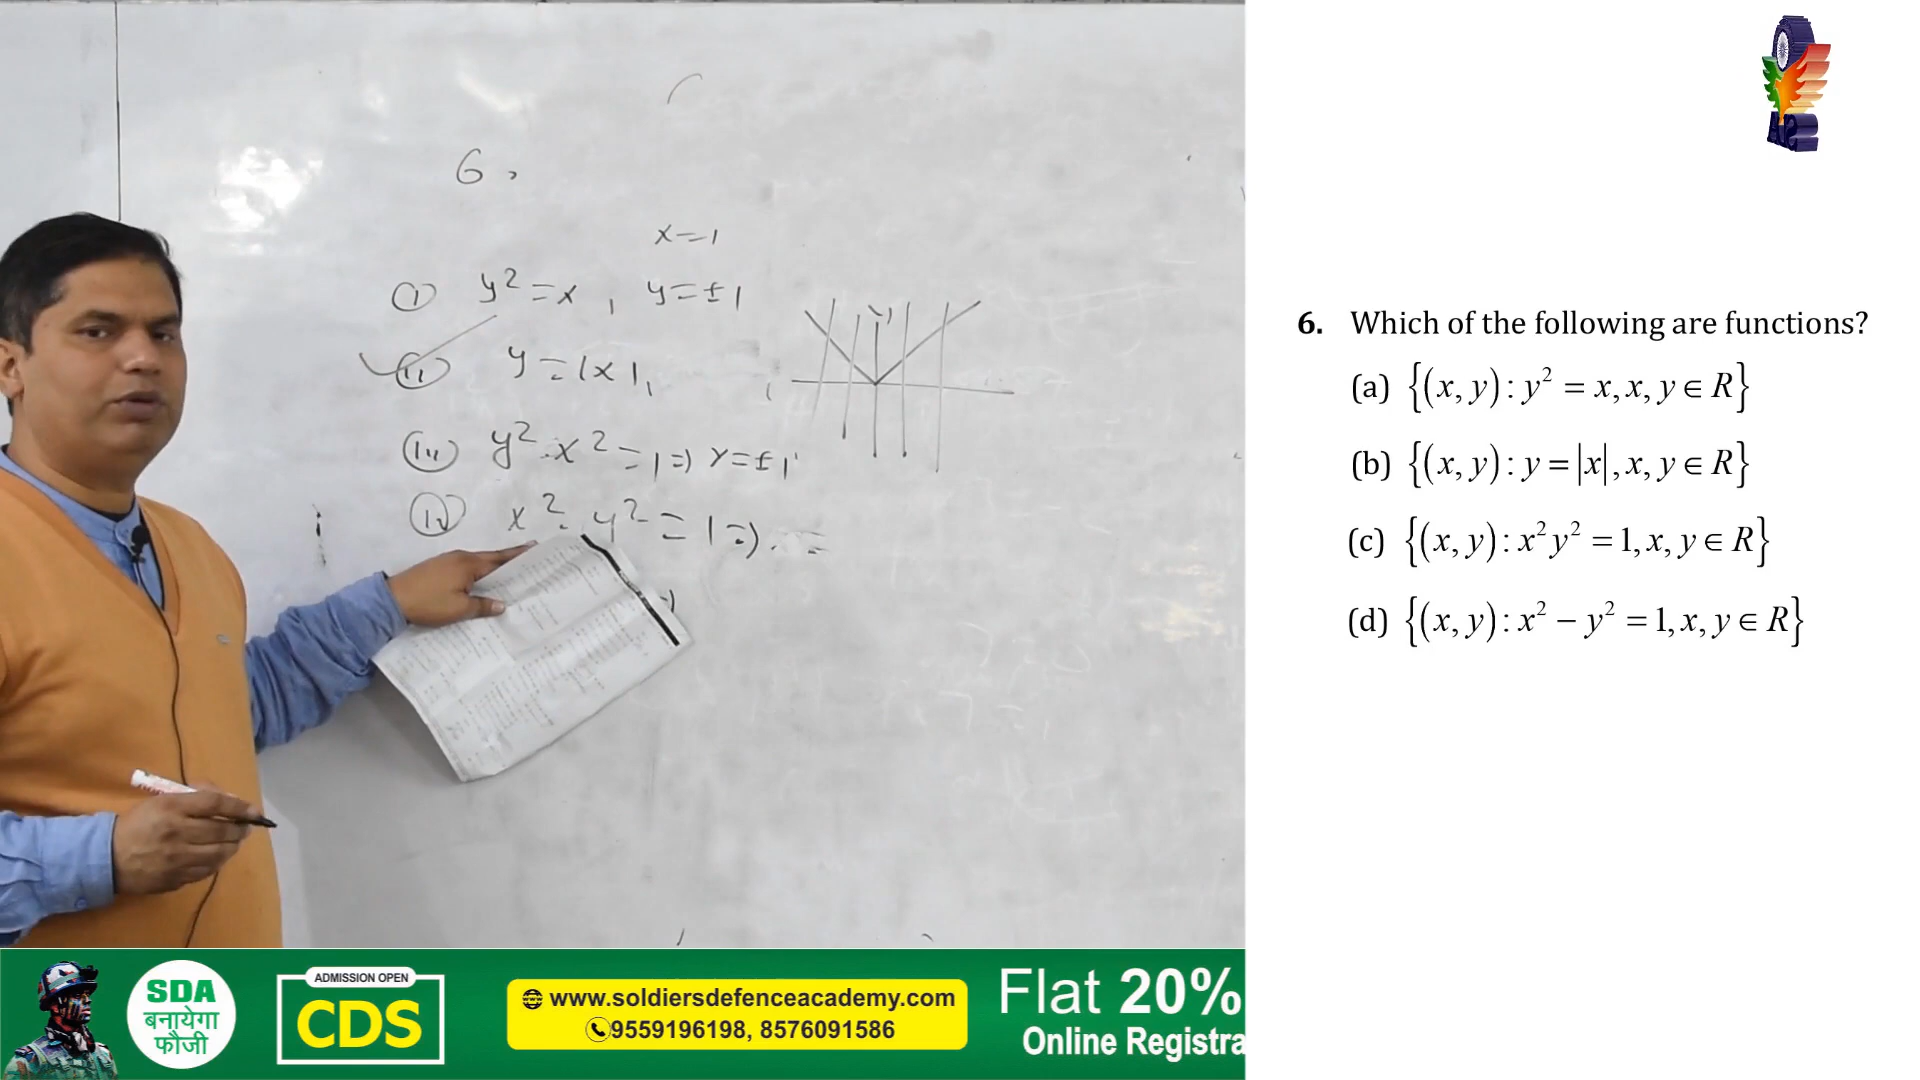 6.
x=1
(i) y²=x, y=±1
(ii) y=|x|,
(iii) y².x²=1⇒ y=±1
(iv) x²-y²=1⇒
6. Which of the following are functions?
(a) {(x, y): y² = x, x, y ∈ R}
(b) {(x, y): y = |x|, x, y ∈ R}
(c) {(x, y): x²y² = 1, x, y ∈ R}
(d) {(x, y): x² − y² = 1, x, y ∈ R}
SDA
बनायेगा
फौजी
ADMISSION OPEN
CDS
www.soldiersdefenceacademy.com
9559196198, 8576091586
Flat 20%
Online Registra